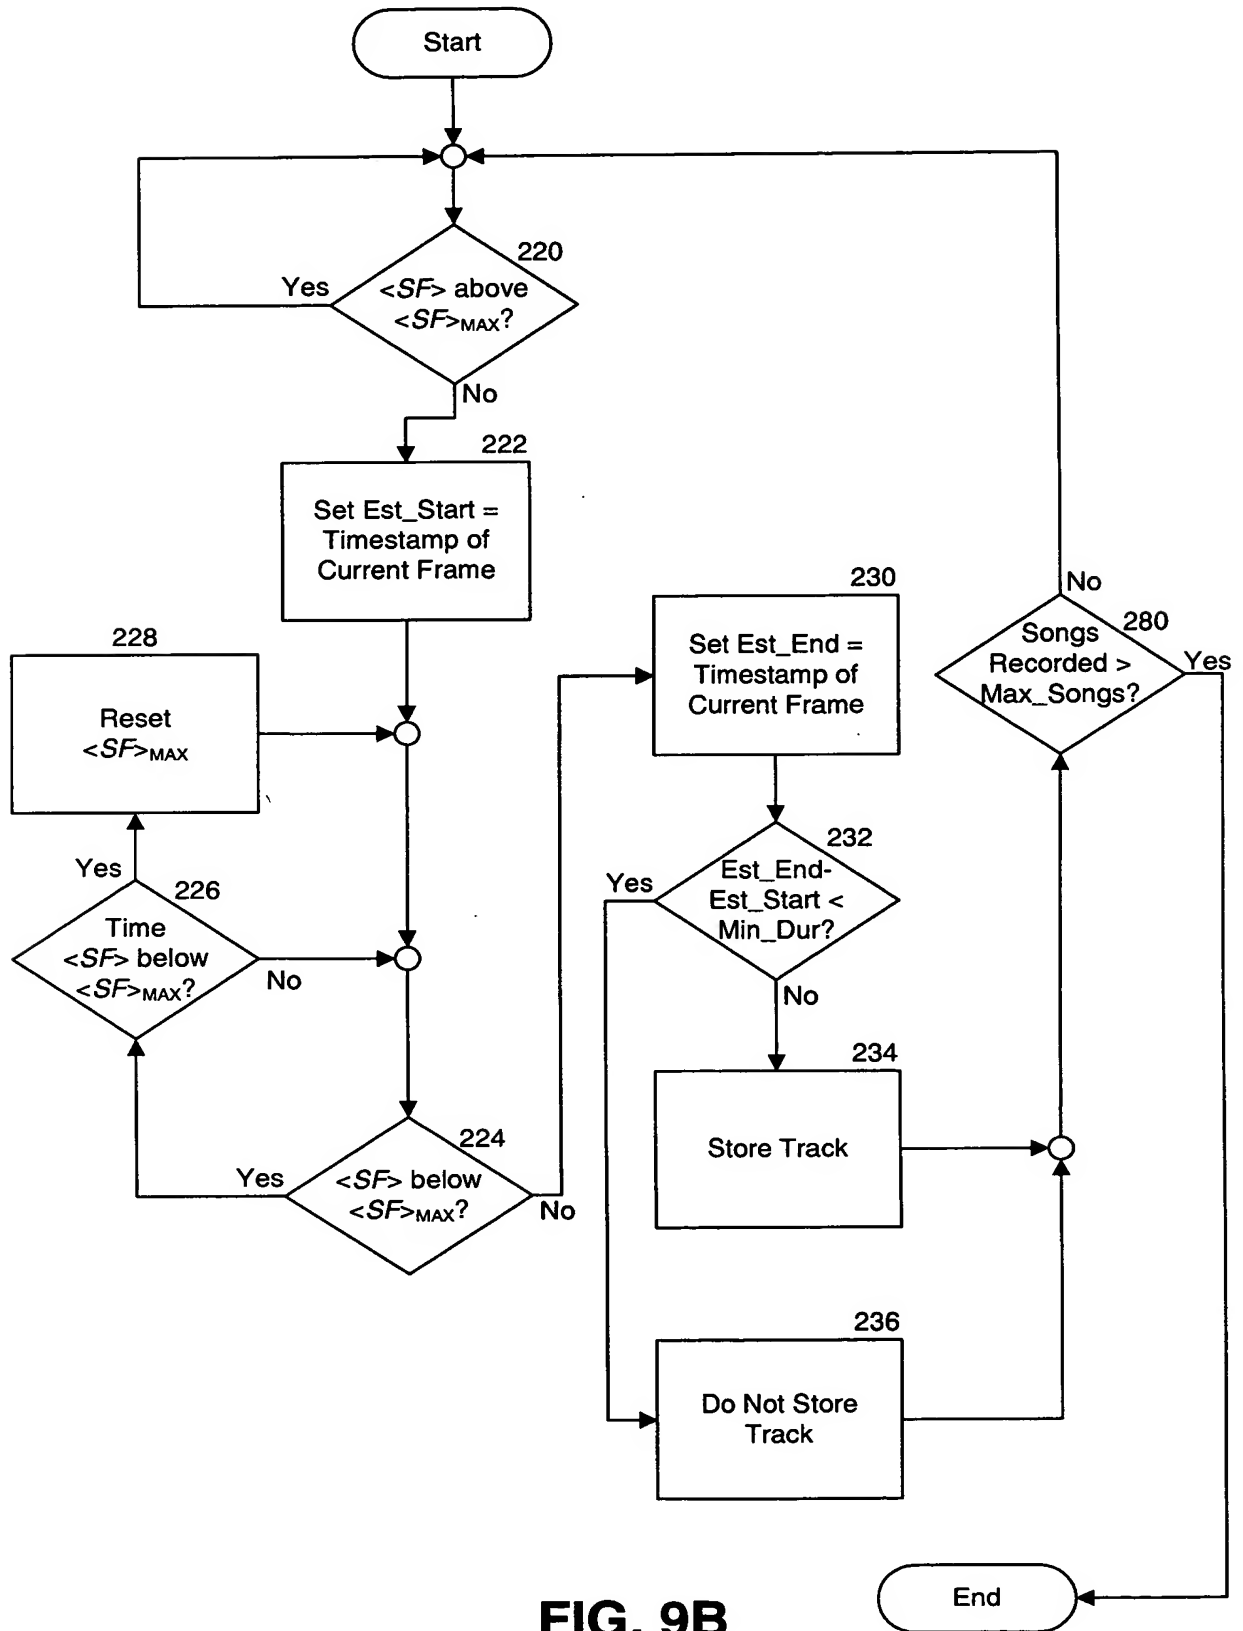 Start
220
Yes
<SF> above
<SF>MAX?
No
222
Set Est_Start =
Timestamp of
Current Frame
228
Reset
<SF>MAX
Yes
226
Time
<SF> below
<SF>MAX?
No
224
Yes
<SF> below
<SF>MAX?
No
230
Set Est_End =
Timestamp of
Current Frame
232
Yes
Est_End-
Est_Start <
Min_Dur?
No
234
Store Track
236
Do Not Store
Track
No
280
Songs
Recorded >
Max_Songs?
Yes
End
FIG. 9B